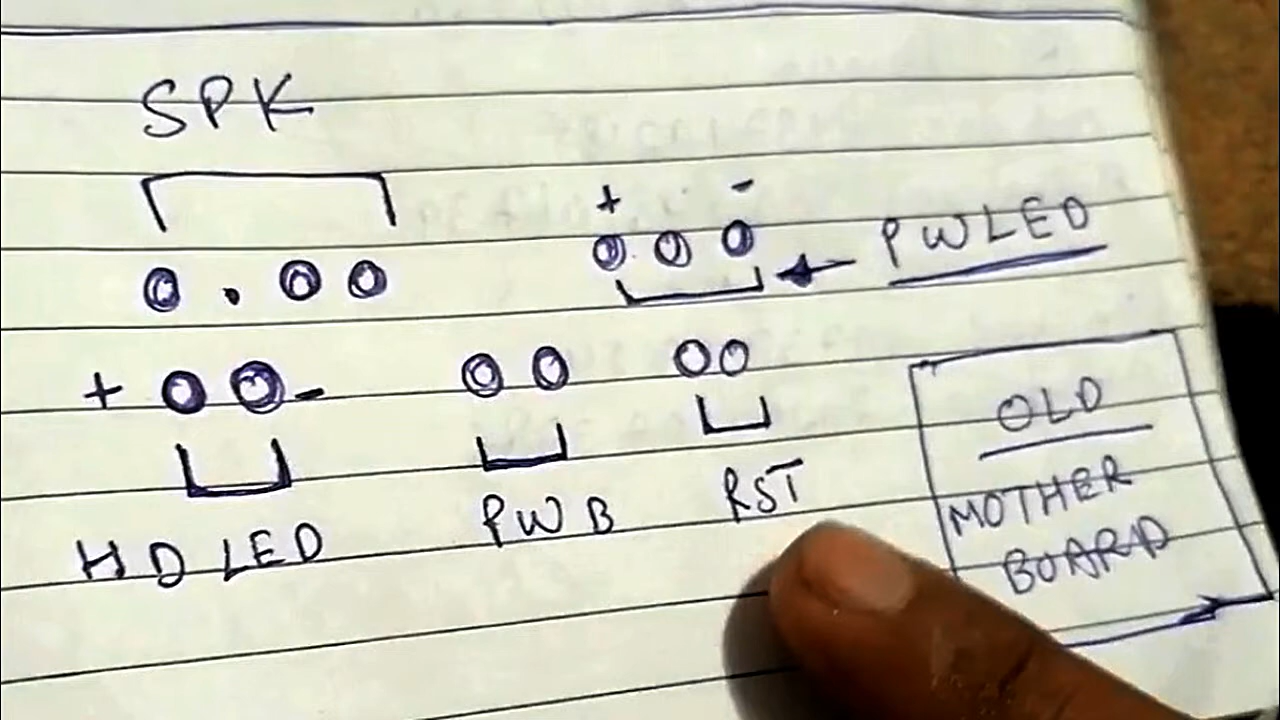 SPK
+ -
PWLED
+ -
HD LED
PWB
RST
OLD
MOTHER
BOARD